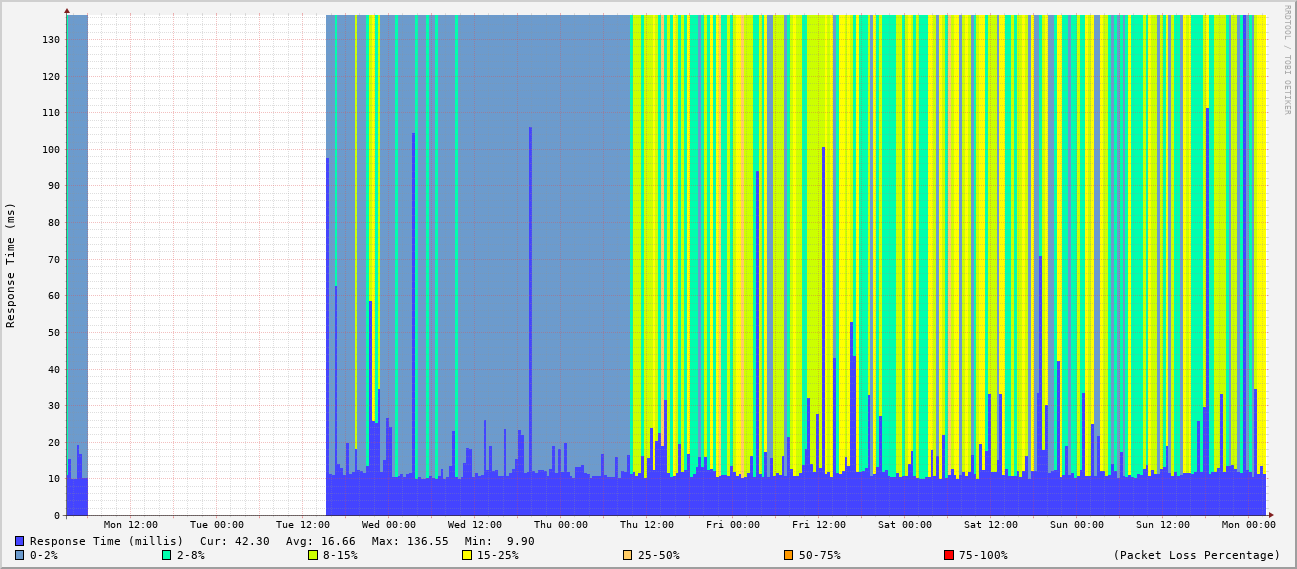 RRDTOOL / TOBI OETIKER
Response Time (ms)
130
120
110
100
90
80
70
60
50
40
30
20
10
0
Mon 12:00 Tue 00:00 Tue 12:00 Wed 00:00 Wed 12:00 Thu 00:00 Thu 12:00 Fri 00:00 Fri 12:00 Sat 00:00 Sat 12:00 Sun 00:00 Sun 12:00 Mon 00:00
Response Time (millis) Cur: 42.30 Avg: 16.66 Max: 136.55 Min: 9.90
0-2% 2-8% 8-15% 15-25% 25-50% 50-75% 75-100% (Packet Loss Percentage)